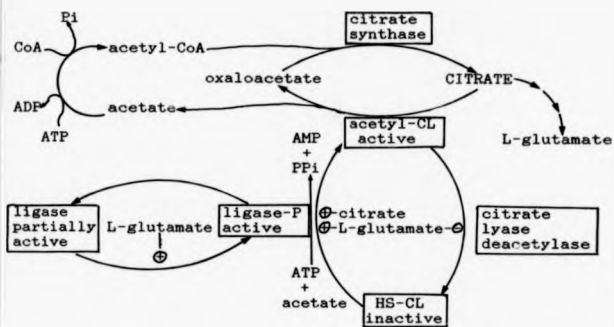 Pi
citrate
synthase
CoA
acetyl-CoA
oxaloacetate
CITRATE
ADP
acetate
ATP
acetyl-CL
active
L-glutamate
AMP
+
PPi
ligase
partially
active
L-glutamate
⊕
ligase-P
active
⊕-citrate
⊕-L-glutamate-⊖
citrate
lyase
deacetylase
ATP
+
acetate
HS-CL
inactive